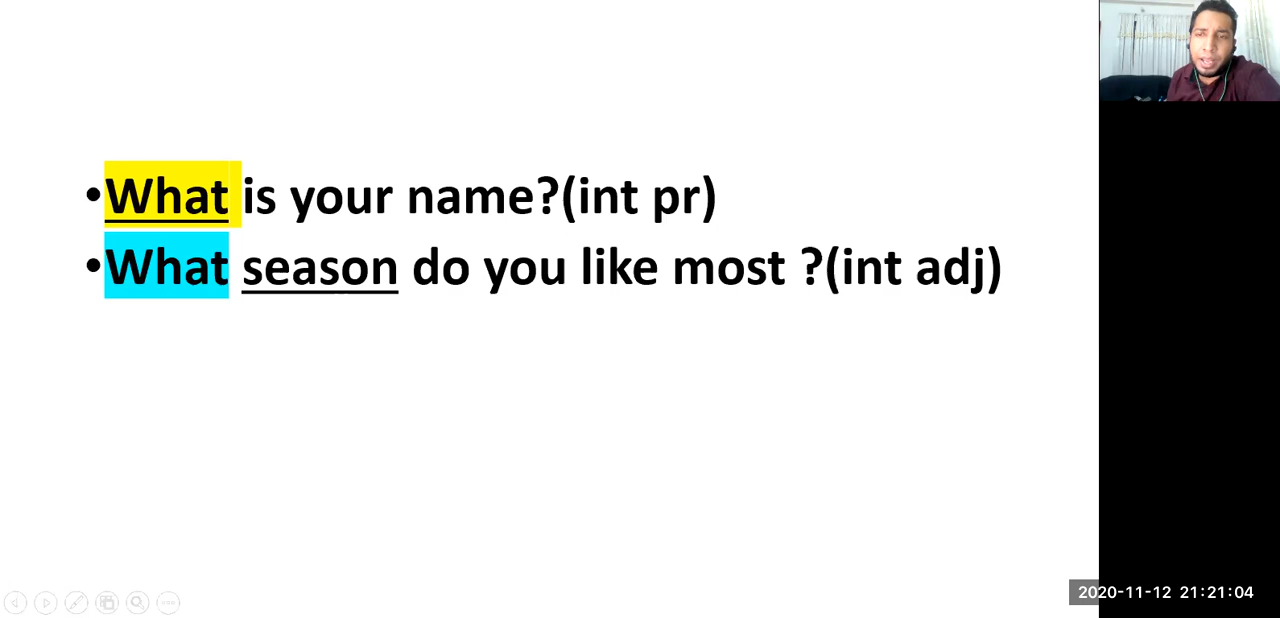 •What is your name?(int pr)
•What season do you like most ?(int adj)
2020-11-12 21:21:04